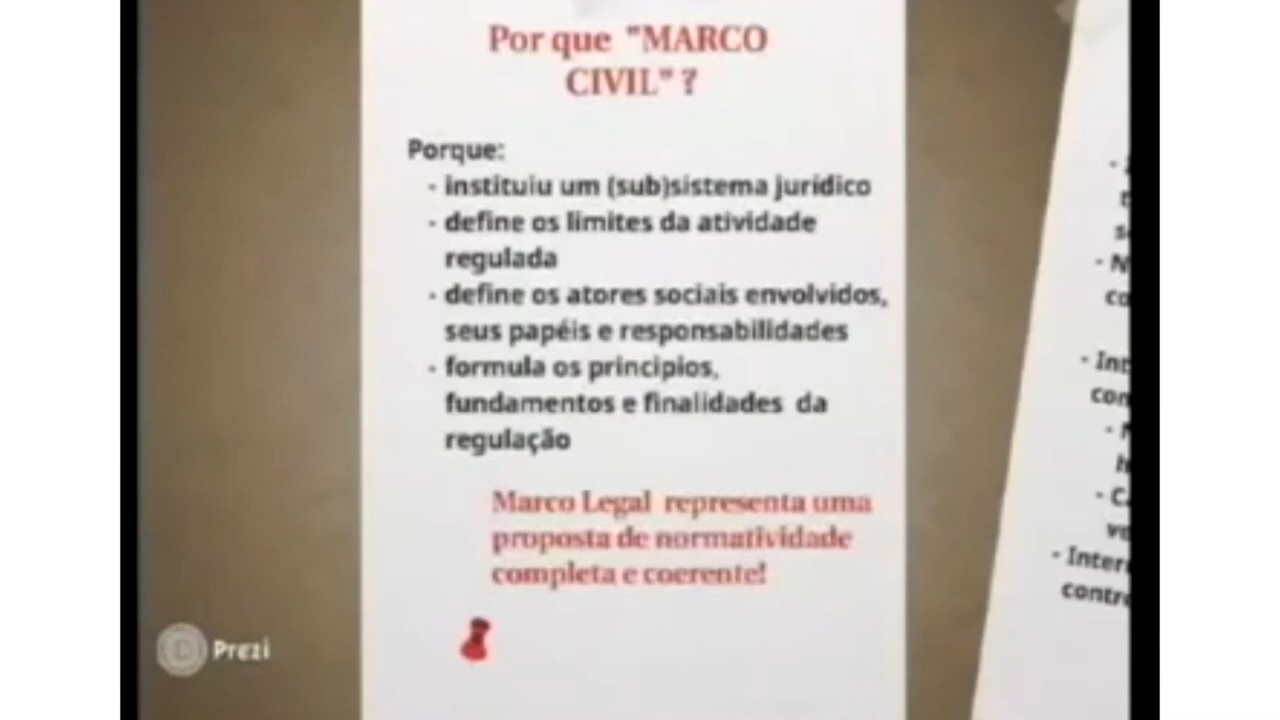 Por que "MARCO
CIVIL" ?
Porque:
- instituiu um (sub)sistema jurídico
- define os limites da atividade
regulada
- define os atores sociais envolvidos,
seus papéis e responsabilidades
- formula os princípios,
fundamentos e finalidades da
regulação
Marco Legal representa uma
proposta de normatividade
completa e coerente!
Prezi